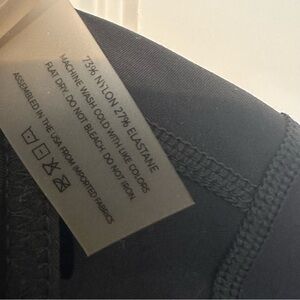 73% NYLON 27% ELASTANE
MACHINE WASH COLD WITH LIKE COLORS
FLAT DRY. DO NOT BLEACH. DO NOT IRON.
ASSEMBLED IN THE USA FROM IMPORTED FABRICS